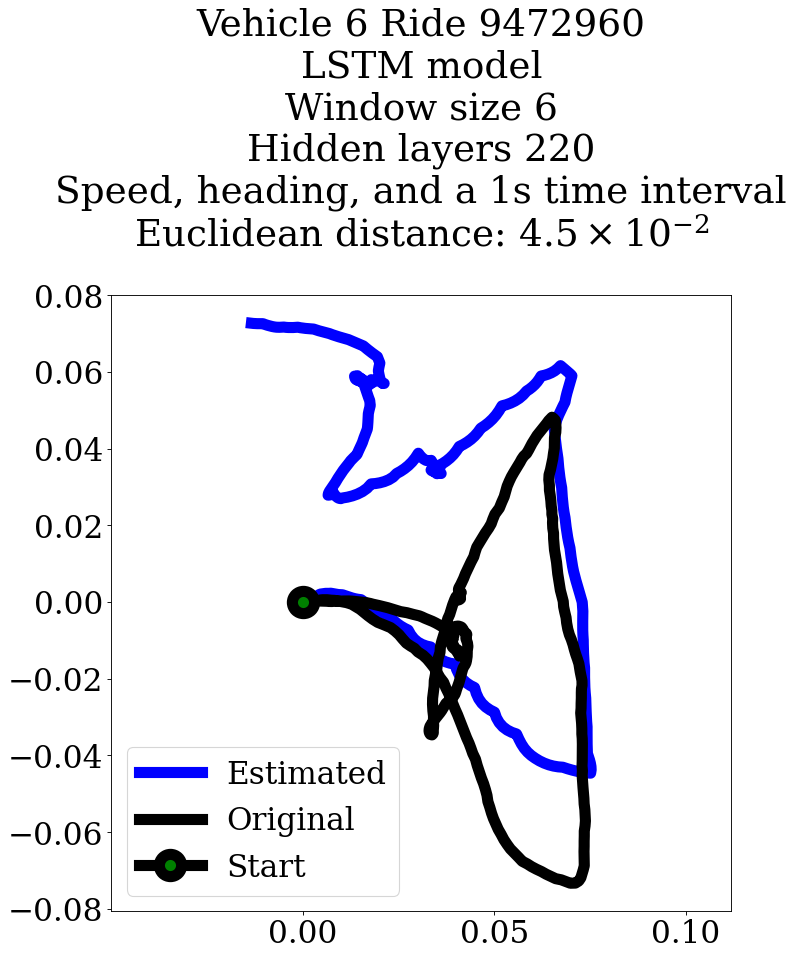 Vehicle 6 Ride 9472960
LSTM model
Window size 6
Hidden layers 220
Speed, heading, and a 1s time interval
Euclidean distance: 4.5 × 10⁻²
0.08
0.06
0.04
0.02
0.00
−0.02
−0.04
−0.06
−0.08
Estimated
Original
Start
0.00 0.05 0.10